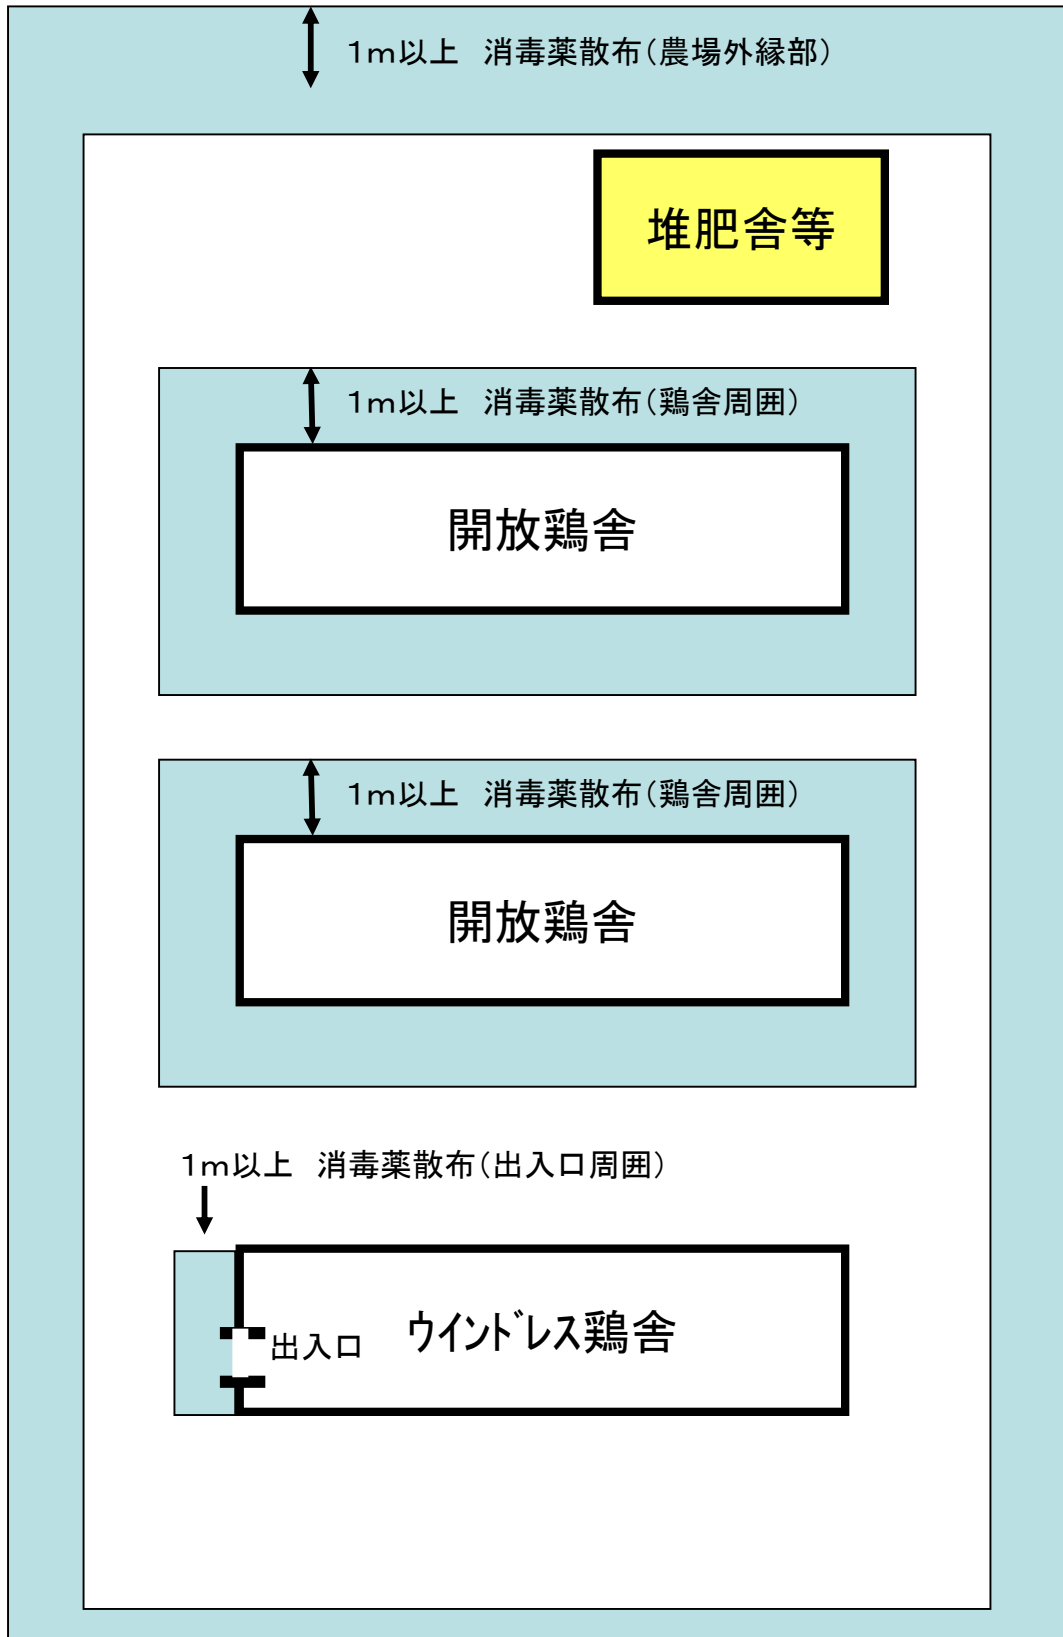 1m以上　消毒薬散布(農場外縁部)
堆肥舎等
1m以上　消毒薬散布(鶏舎周囲)
開放鶏舎
1m以上　消毒薬散布(鶏舎周囲)
開放鶏舎
1m以上　消毒薬散布(出入口周囲)
ウインドレス鶏舎
出入口